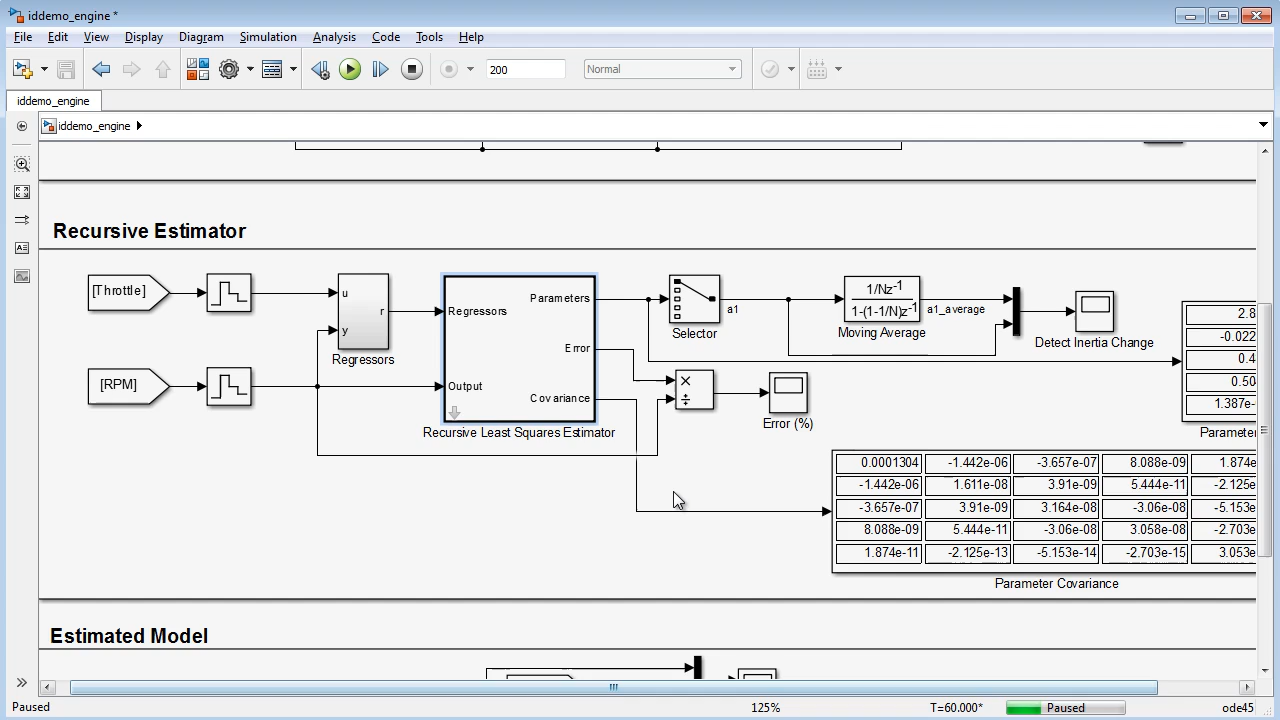 iddemo_engine *
File Edit View Display Diagram Simulation Analysis Code Tools Help
200
Normal
iddemo_engine
iddemo_engine
Recursive Estimator
[Throttle]
u
y
r
Regressors
[RPM]
Regressors
Output
Parameters
Error
Covariance
Recursive Least Squares Estimator
Selector
a1
1/Nz-1
1-(1-1/N)z-1
Moving Average
a1_average
Detect Inertia Change
×
÷
Error (%)
2.8
-0.022
0.4
0.50
1.387e-
Parameter
0.0001304 -1.442e-06 -3.657e-07 8.088e-09 1.874e
-1.442e-06 1.611e-08 3.91e-09 5.444e-11 -2.125e
-3.657e-07 3.91e-09 3.164e-08 -3.06e-08 -5.153e
8.088e-09 5.444e-11 -3.06e-08 3.058e-08 -2.703e
1.874e-11 -2.125e-13 -5.153e-14 -2.703e-15 3.053e
Parameter Covariance
Estimated Model
Paused
125%
T=60.000*
Paused
ode45